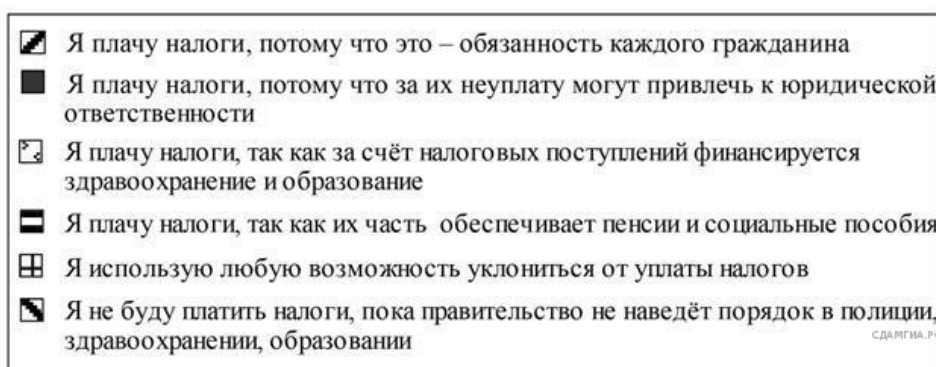 Я плачу налоги, потому что это – обязанность каждого гражданина
Я плачу налоги, потому что за их неуплату могут привлечь к юридической
ответственности
Я плачу налоги, так как за счёт налоговых поступлений финансируется
здравоохранение и образование
Я плачу налоги, так как их часть обеспечивает пенсии и социальные пособия
Я использую любую возможность уклониться от уплаты налогов
Я не буду платить налоги, пока правительство не наведёт порядок в полиции,
здравоохранении, образовании